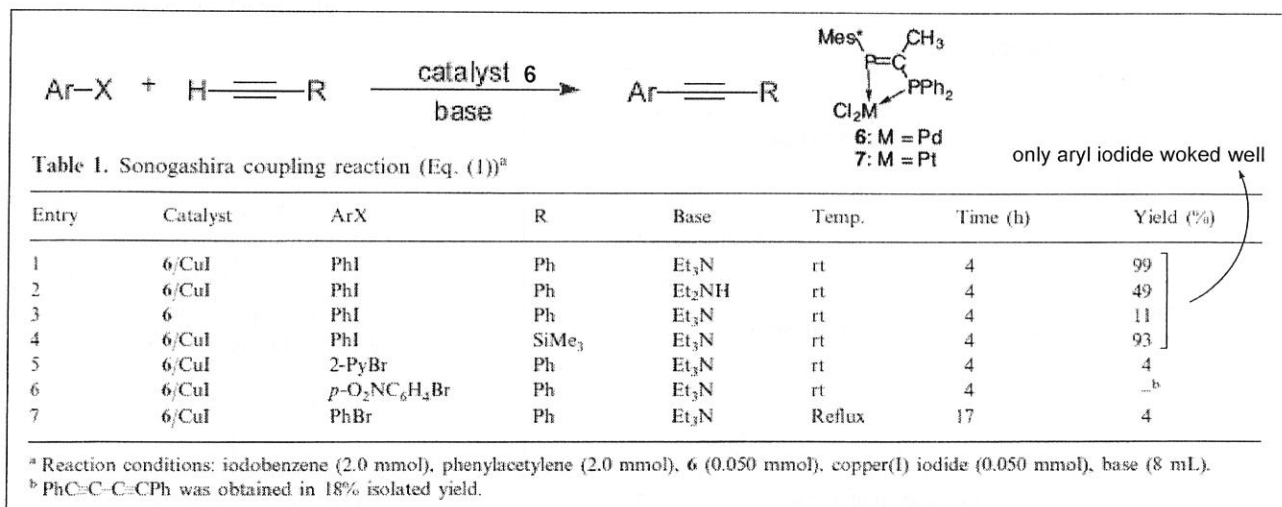 Ar–X + H–≡–R catalyst 6 base Ar–≡–R
Mes* CH3
P=C
PPh2
Cl2M
6: M = Pd
7: M = Pt
only aryl iodide woked well
Table 1. Sonogashira coupling reaction (Eq. (1))a
Entry Catalyst ArX R Base Temp. Time (h) Yield (%)
1 6/CuI PhI Ph Et3N rt 4 99
2 6/CuI PhI Ph Et2NH rt 4 49
3 6 PhI Ph Et3N rt 4 11
4 6/CuI PhI SiMe3 Et3N rt 4 93
5 6/CuI 2-PyBr Ph Et3N rt 4 4
6 6/CuI p-O2NC6H4Br Ph Et3N rt 4 –b
7 6/CuI PhBr Ph Et3N Reflux 17 4
a Reaction conditions: iodobenzene (2.0 mmol), phenylacetylene (2.0 mmol), 6 (0.050 mmol), copper(I) iodide (0.050 mmol), base (8 mL).
b PhC≡C–C≡CPh was obtained in 18% isolated yield.